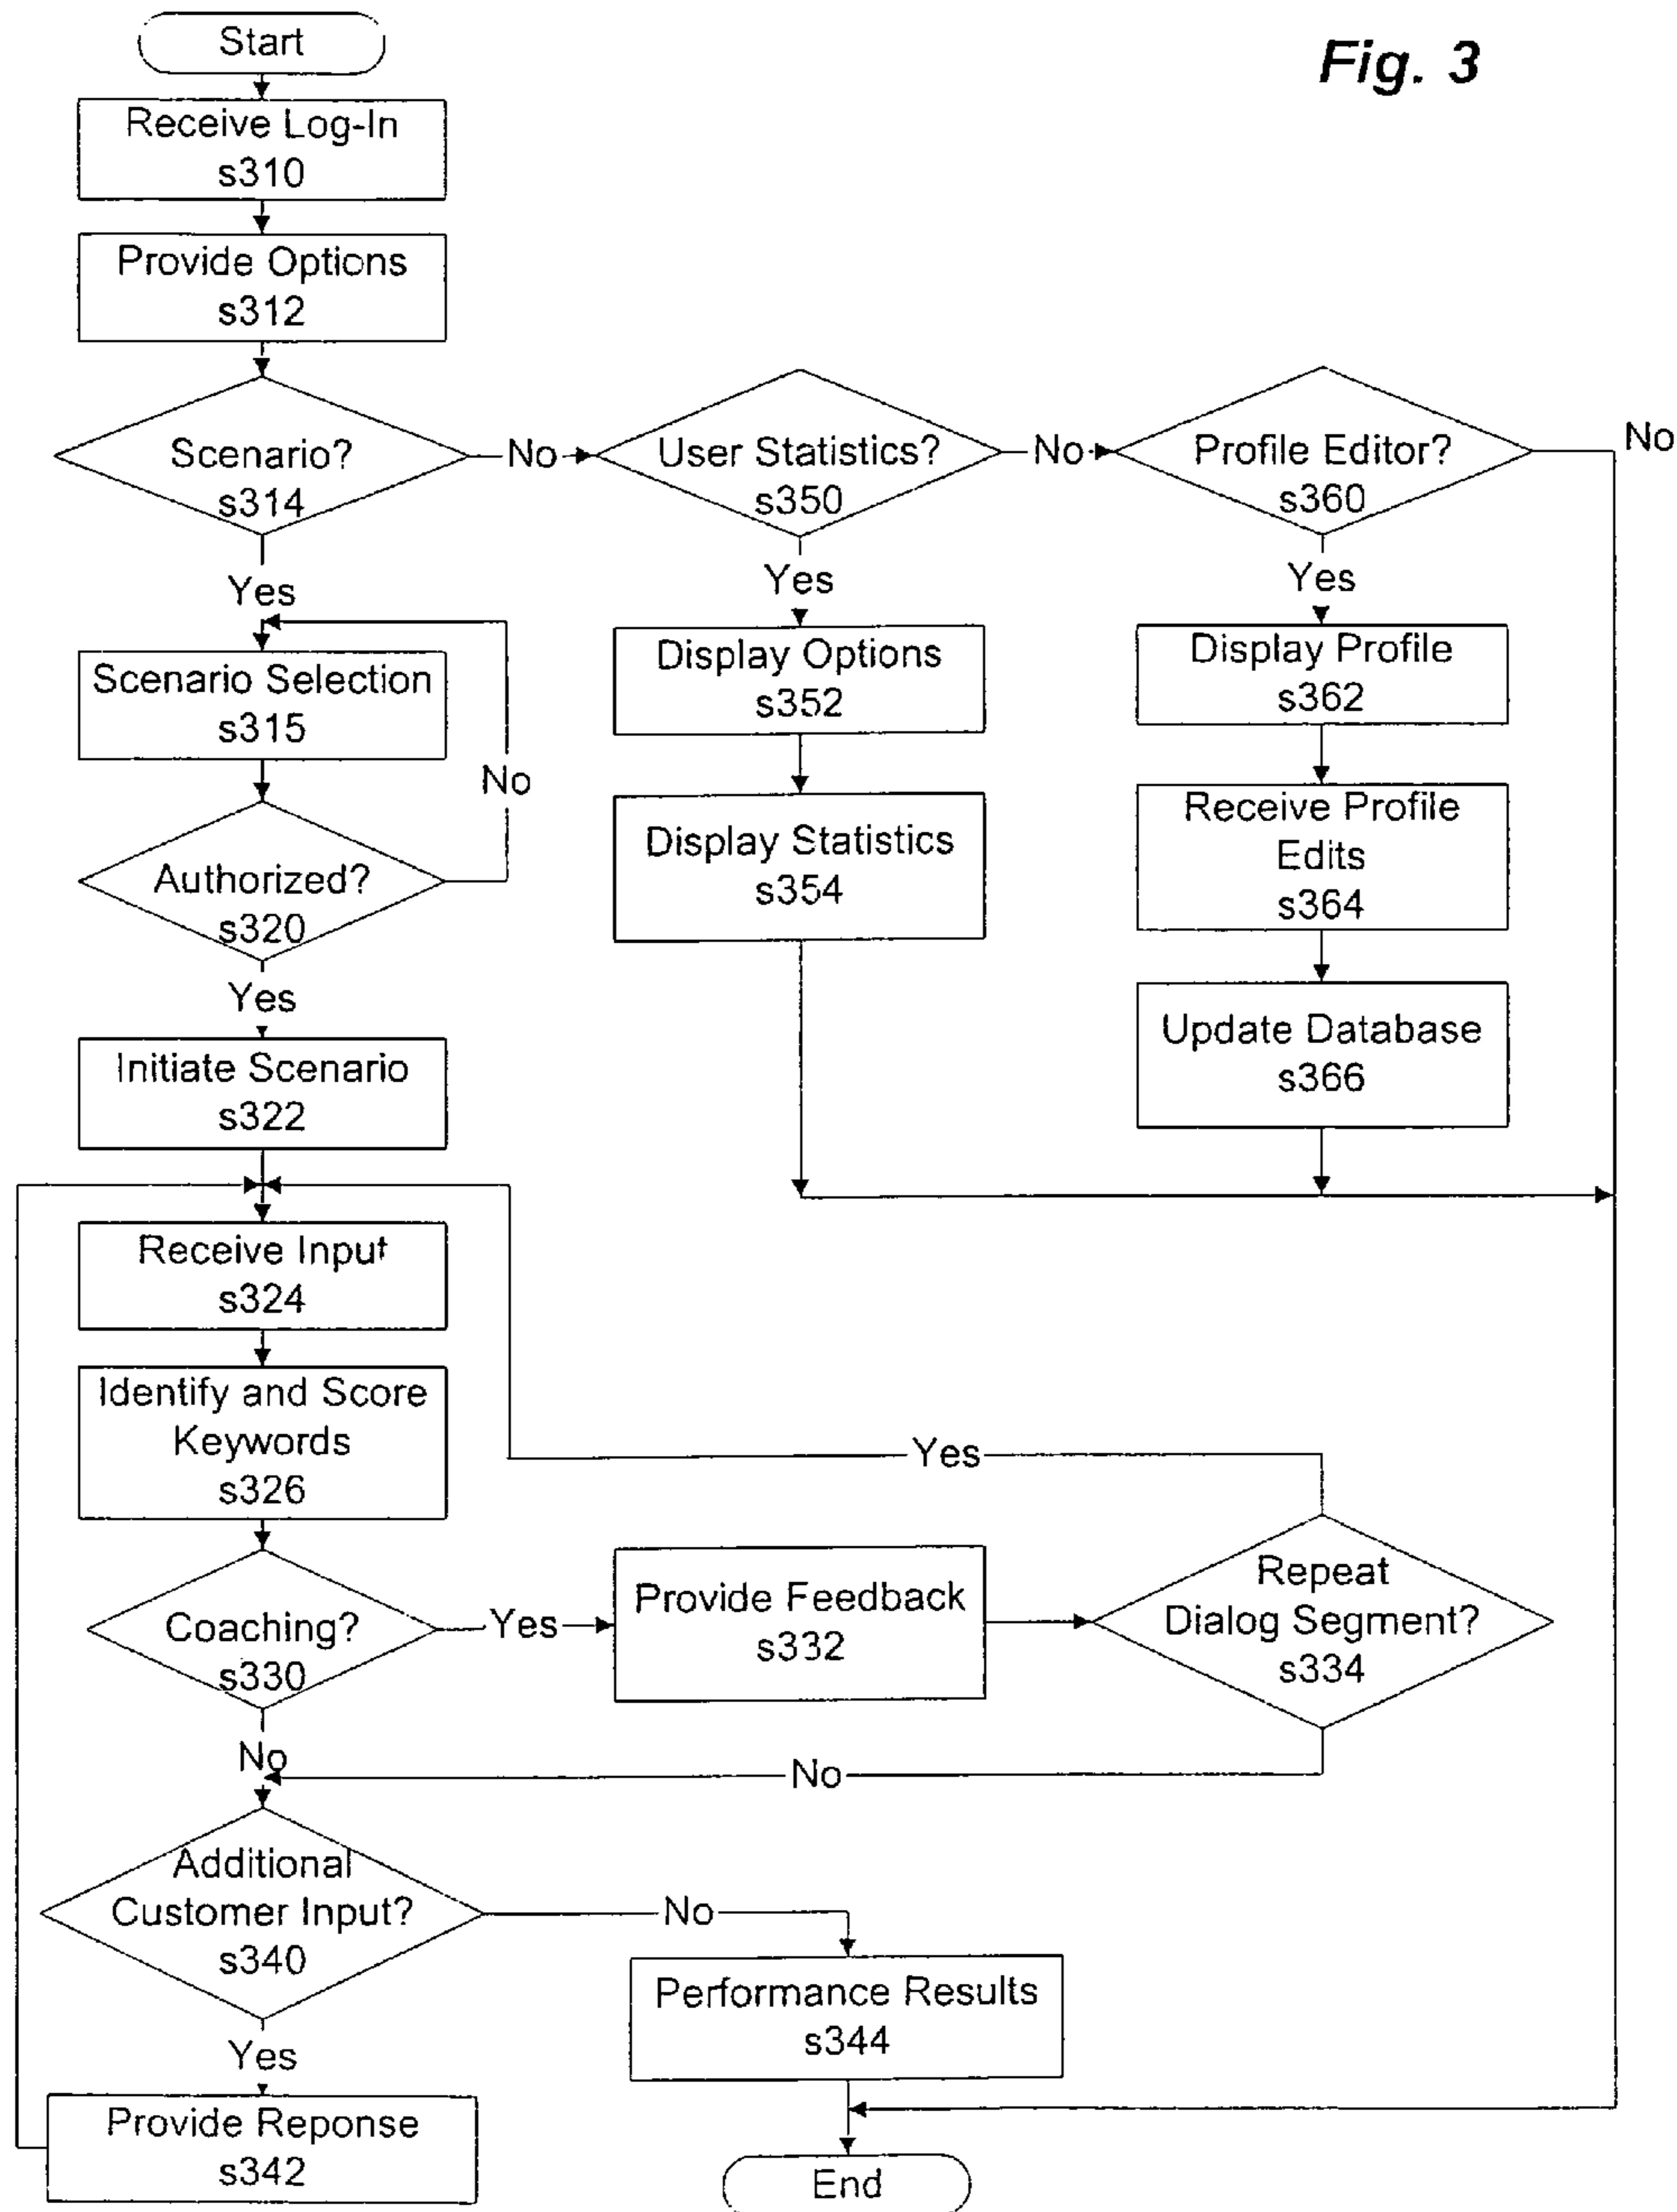 Fig. 3
Start
Receive Log-In
s310
Provide Options
s312
Scenario?
s314
No
User Statistics?
s350
No
Profile Editor?
s360
No
Yes
Yes
Yes
Scenario Selection
s315
No
Authorized?
s320
Yes
Display Options
s352
Display Statistics
s354
Display Profile
s362
Receive Profile
Edits
s364
Update Database
s366
Initiate Scenario
s322
Receive Input
s324
Identify and Score
Keywords
s326
Yes
Coaching?
s330
Yes
Provide Feedback
s332
Repeat
Dialog Segment?
s334
No
No
Additional
Customer Input?
s340
No
Performance Results
s344
Yes
Provide Reponse
s342
End